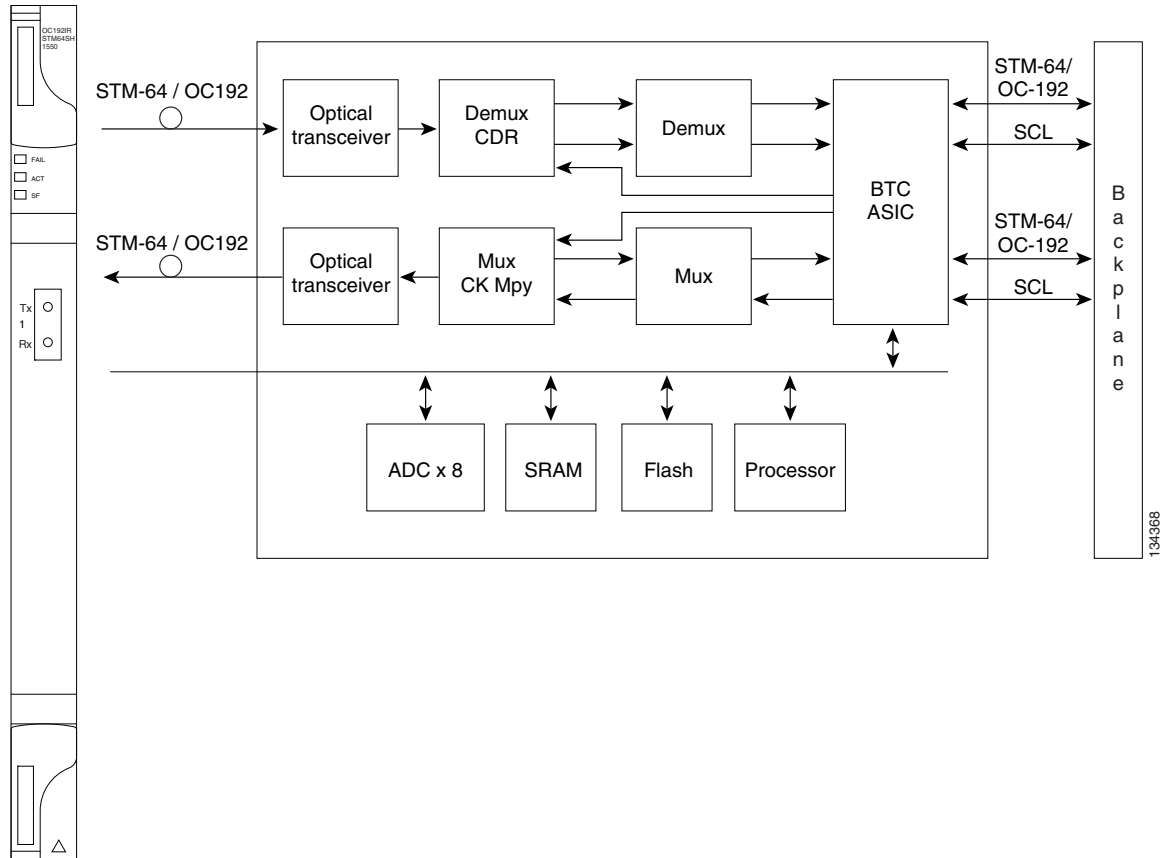 OC192IR
STM64SH
1550
FAIL
ACT
SF
Tx
1
Rx
STM-64 / OC192
Optical
transceiver
Demux
CDR
Demux
BTC
ASIC
STM-64/
OC-192
SCL
STM-64 / OC192
Optical
transceiver
Mux
CK Mpy
Mux
STM-64/
OC-192
SCL
Backplane
ADC x 8
SRAM
Flash
Processor
134368